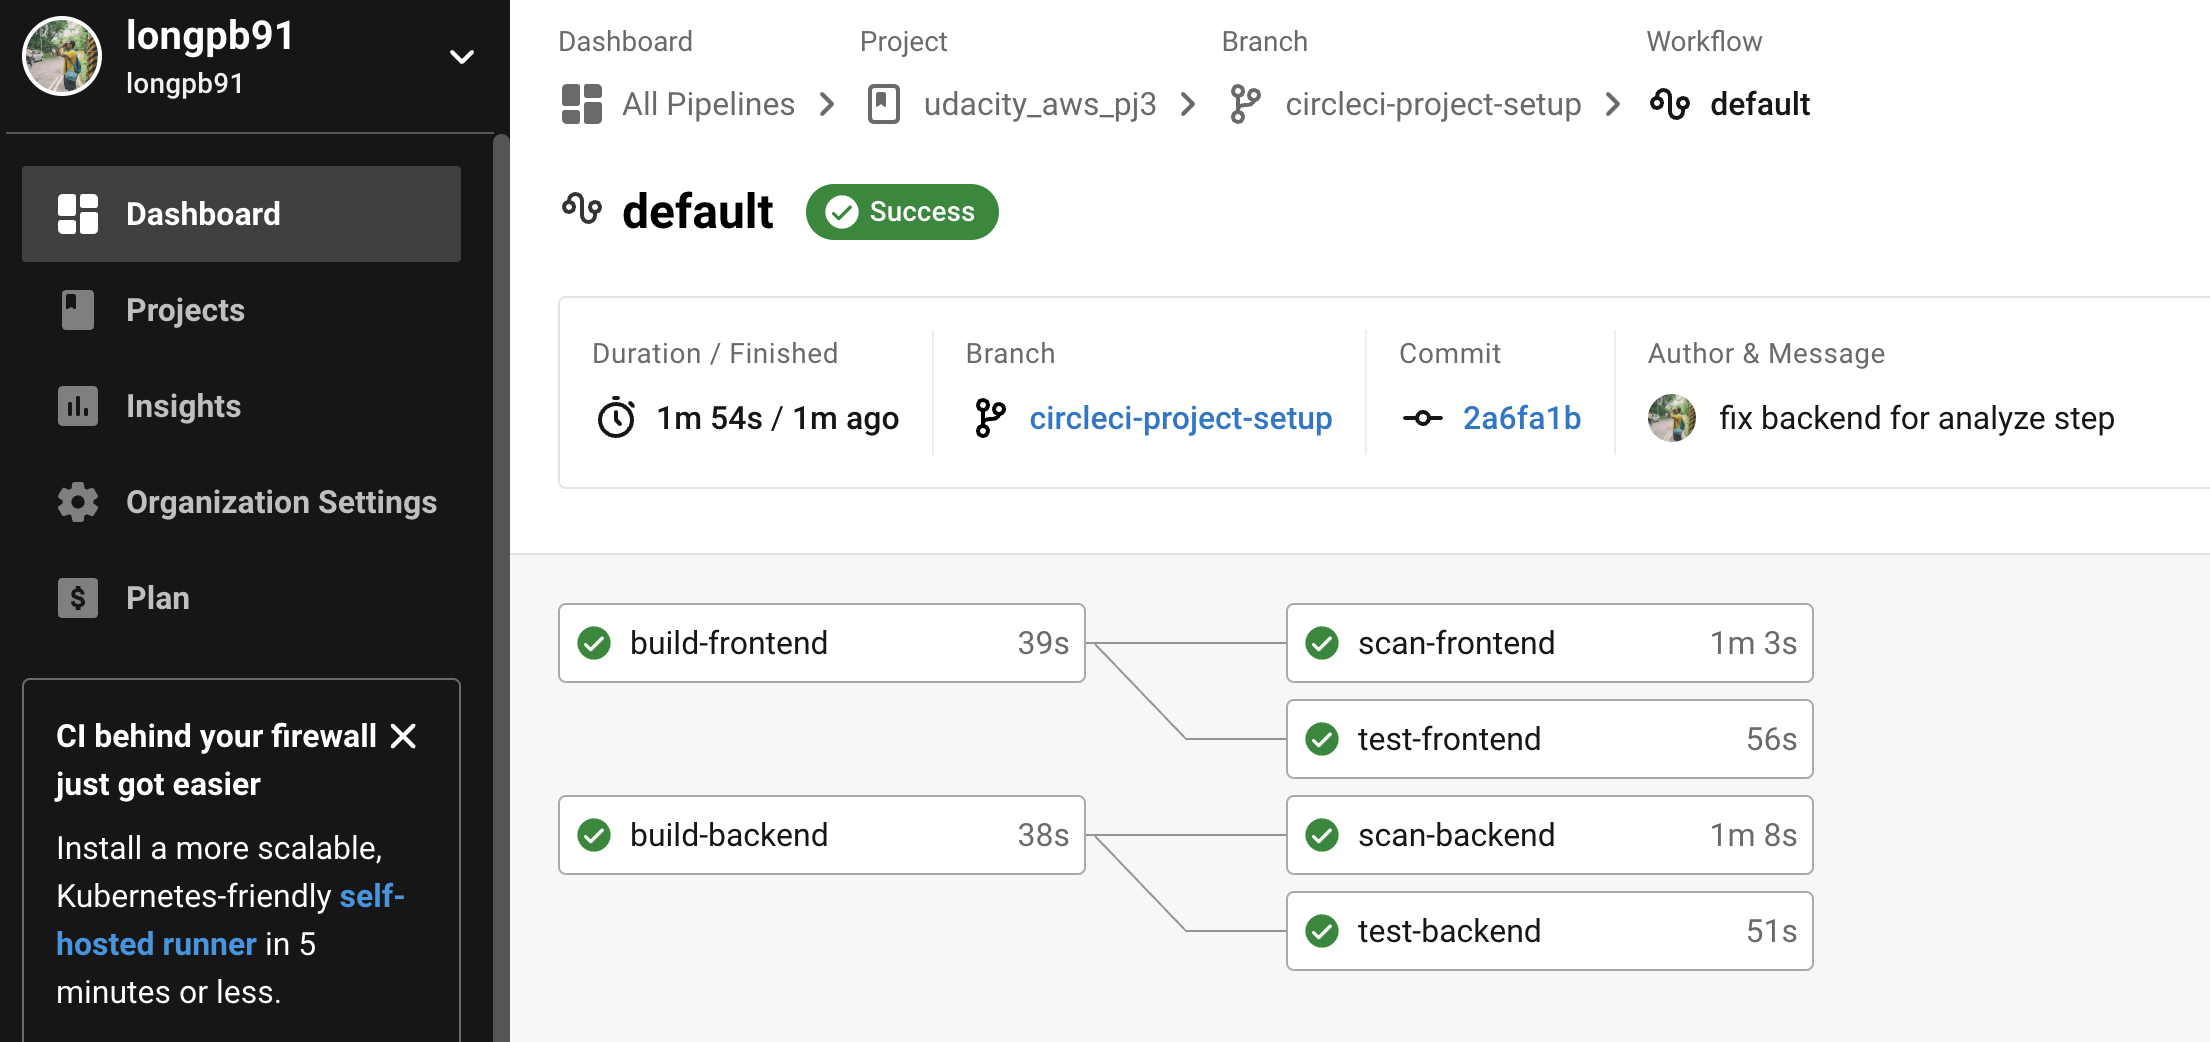 longpb91
longpb91
Dashboard
Projects
Insights
Organization Settings
Plan
CI behind your firewall
just got easier
Install a more scalable,
Kubernetes-friendly self-
hosted runner in 5
minutes or less.
Dashboard Project Branch Workflow
All Pipelines udacity_aws_pj3 circleci-project-setup default
default Success
Duration / Finished Branch Commit Author & Message
1m 54s / 1m ago circleci-project-setup 2a6fa1b fix backend for analyze step
build-frontend 39s scan-frontend 1m 3s
test-frontend 56s
build-backend 38s scan-backend 1m 8s
test-backend 51s